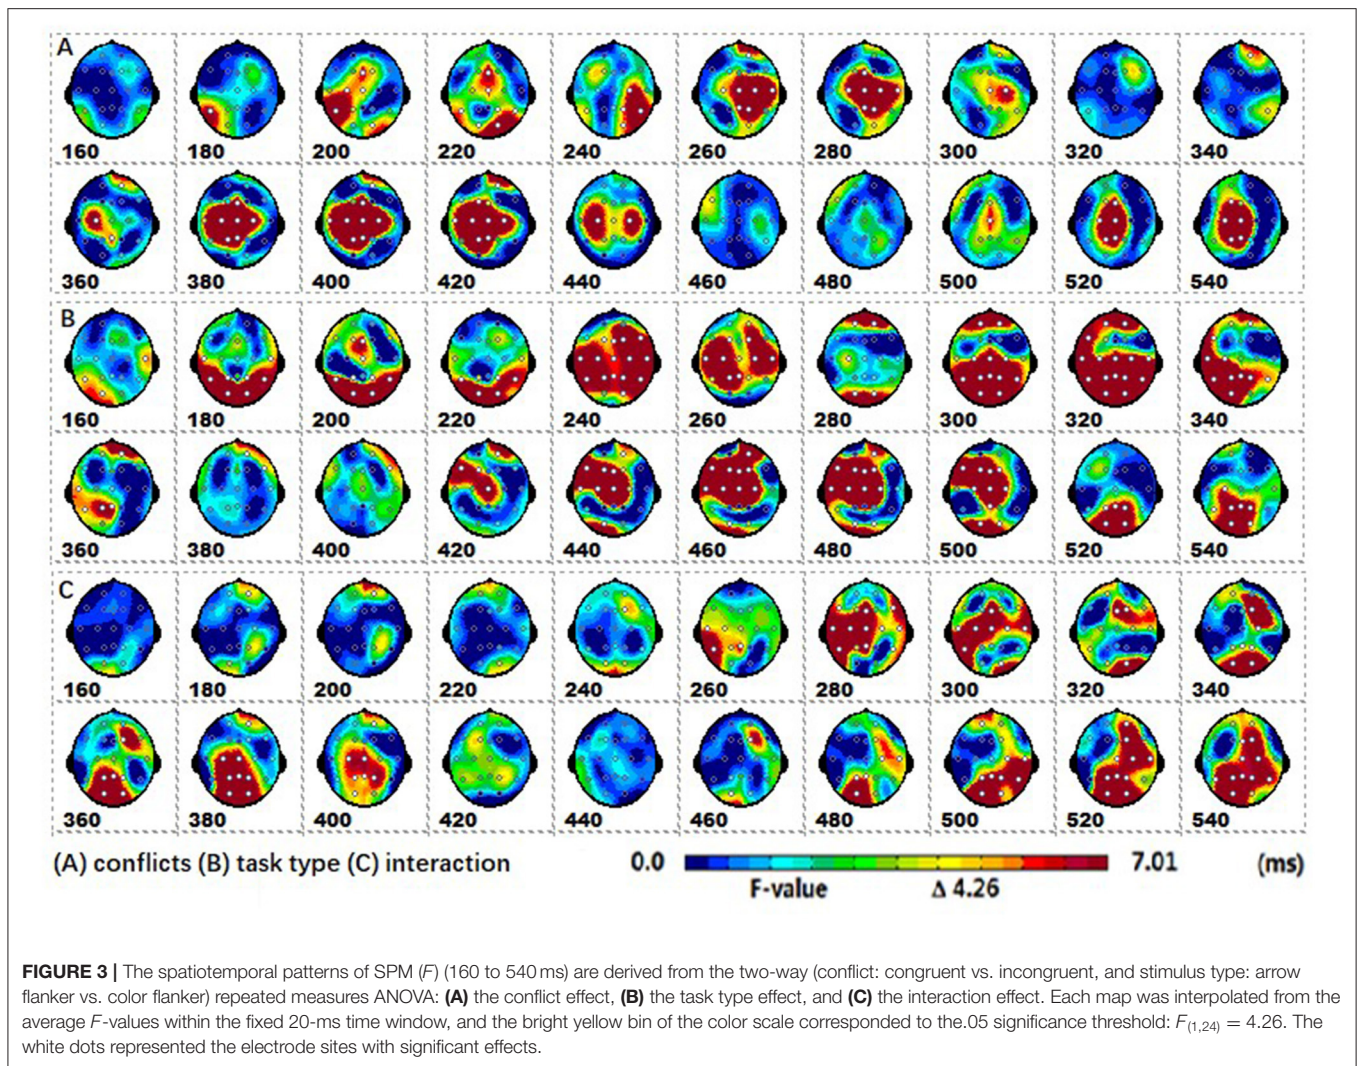 A
160 180 200 220 240 260 280 300 320 340
360 380 400 420 440 460 480 500 520 540
B
160 180 200 220 240 260 280 300 320 340
360 380 400 420 440 460 480 500 520 540
C
160 180 200 220 240 260 280 300 320 340
360 380 400 420 440 460 480 500 520 540
(A) conflicts (B) task type (C) interaction 0.0 7.01 (ms)
F-value Δ 4.26
FIGURE 3 | The spatiotemporal patterns of SPM (F) (160 to 540 ms) are derived from the two-way (conflict: congruent vs. incongruent, and stimulus type: arrow
flanker vs. color flanker) repeated measures ANOVA: (A) the conflict effect, (B) the task type effect, and (C) the interaction effect. Each map was interpolated from the
average F-values within the fixed 20-ms time window, and the bright yellow bin of the color scale corresponded to the.05 significance threshold: F(1,24) = 4.26. The
white dots represented the electrode sites with significant effects.